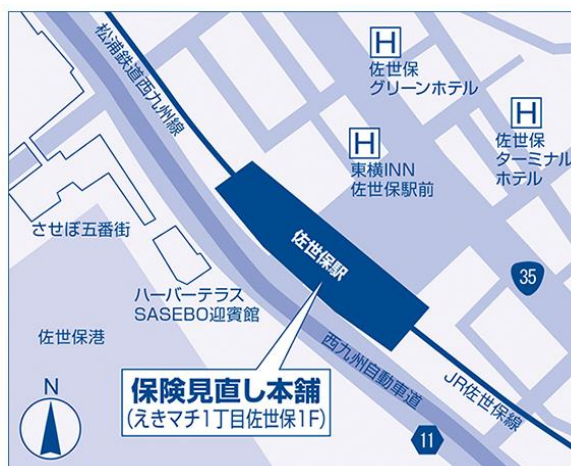 松浦鉄道西九州線
H
佐世保
グリーンホテル
H
佐世保
ターミナル
ホテル
H
東横INN
佐世保駅前
させぼ五番街
佐世保駅
ハーバーテラス
SASEBO迎賓館
35
佐世保港
西九州自動車道
JR佐世保線
保険見直し本舗
(えきマチ1丁目佐世保1F)
N
11